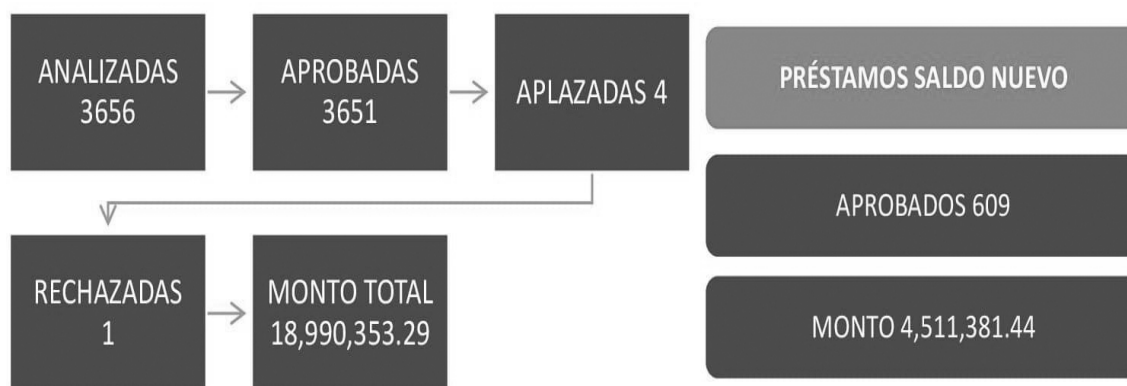 ANALIZADAS
3656
APROBADAS
3651
APLAZADAS 4
RECHAZADAS
1
MONTO TOTAL
18,990,353.29
PRÉSTAMOS SALDO NUEVO
APROBADOS 609
MONTO 4,511,381.44